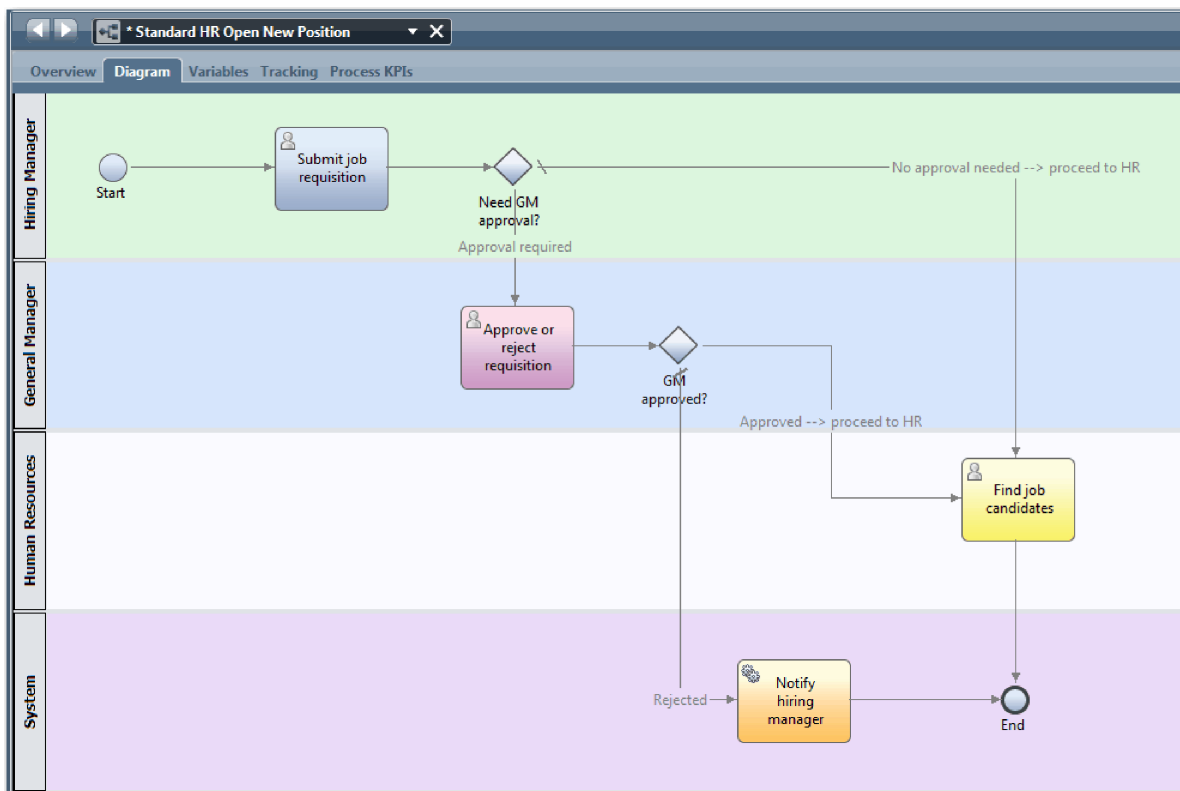 * Standard HR Open New Position
Overview Diagram Variables Tracking Process KPIs
Hiring Manager
Start
Submit job
requisition
Need GM
approval?
No approval needed --> proceed to HR
Approval required
General Manager
Approve or
reject
requisition
GM
approved?
Approved --> proceed to HR
Human Resources
Find job
candidates
System
Rejected
Notify
hiring
manager
End